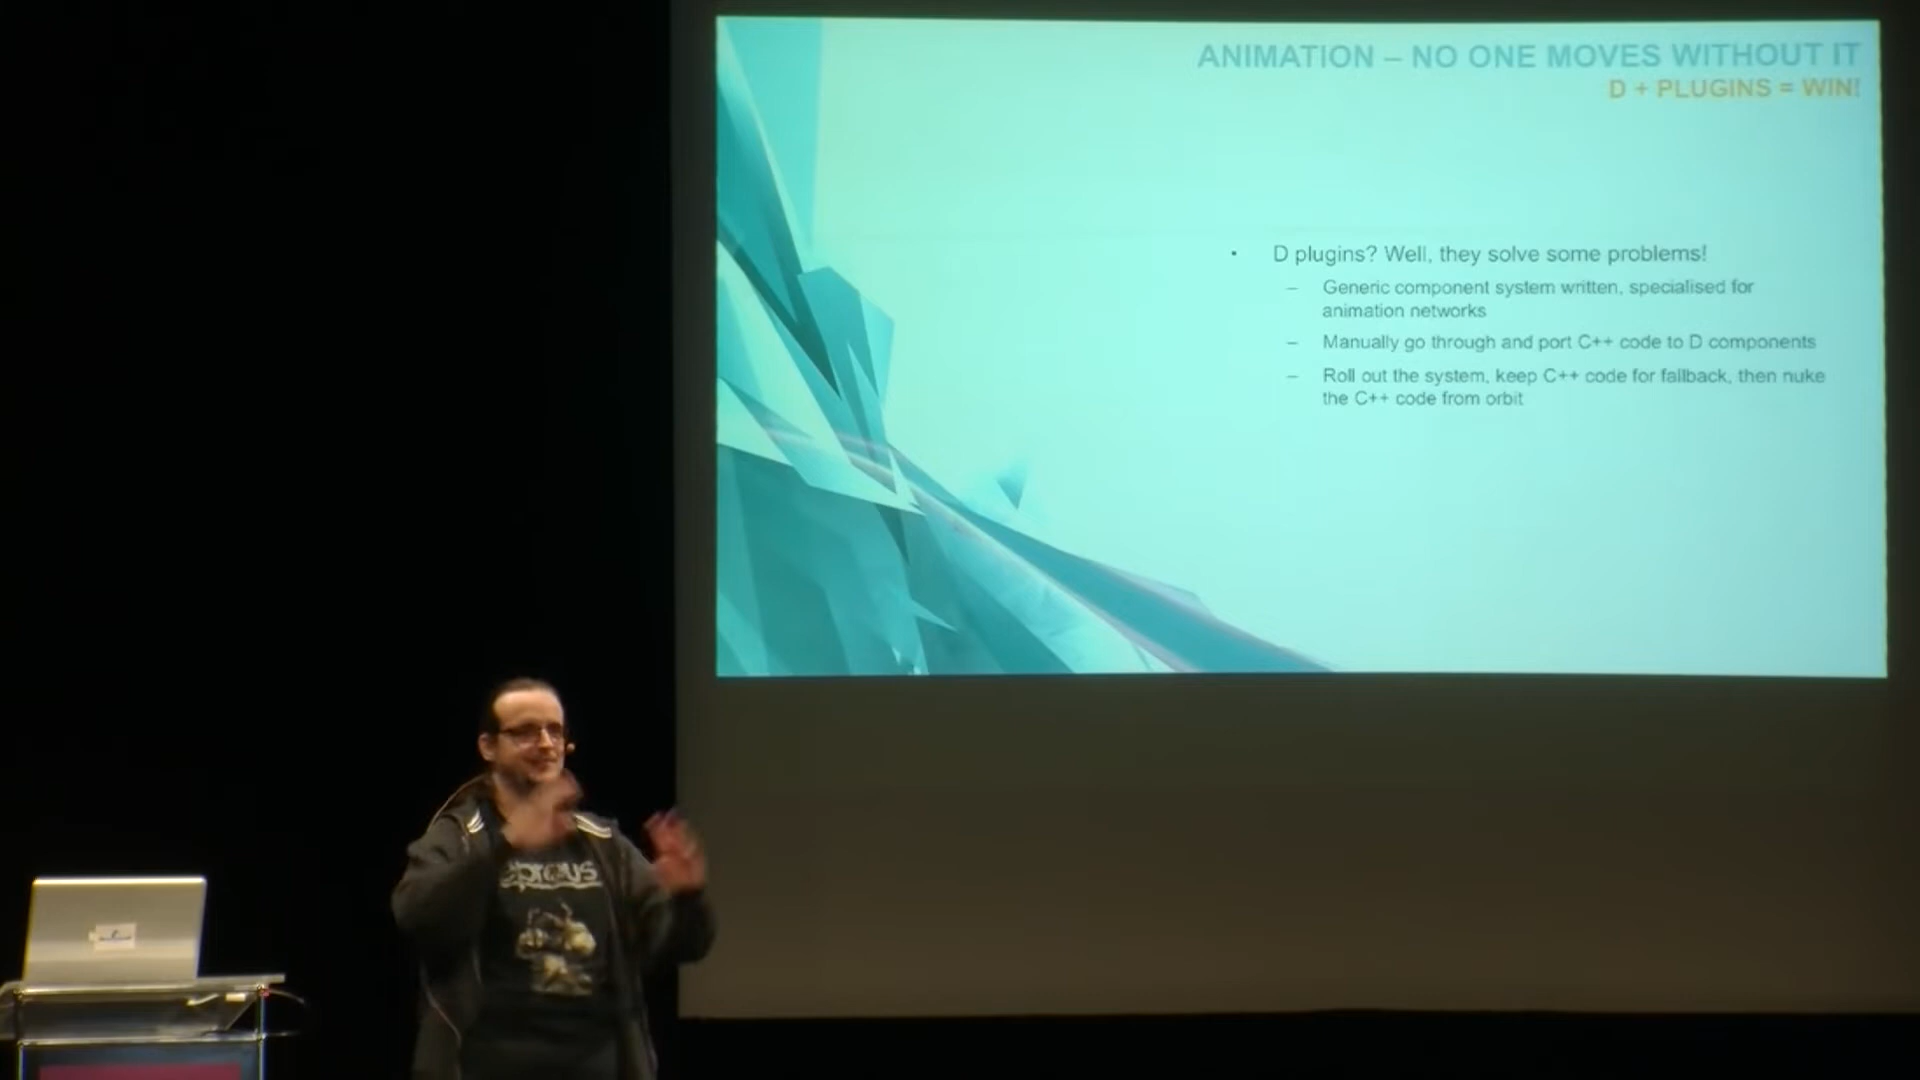 ANIMATION – NO ONE MOVES WITHOUT IT
D + PLUGINS = WIN!
• D plugins? Well, they solve some problems!
– Generic component system written, specialised for
animation networks
– Manually go through and port C++ code to D components
– Roll out the system, keep C++ code for fallback, then nuke
the C++ code from orbit